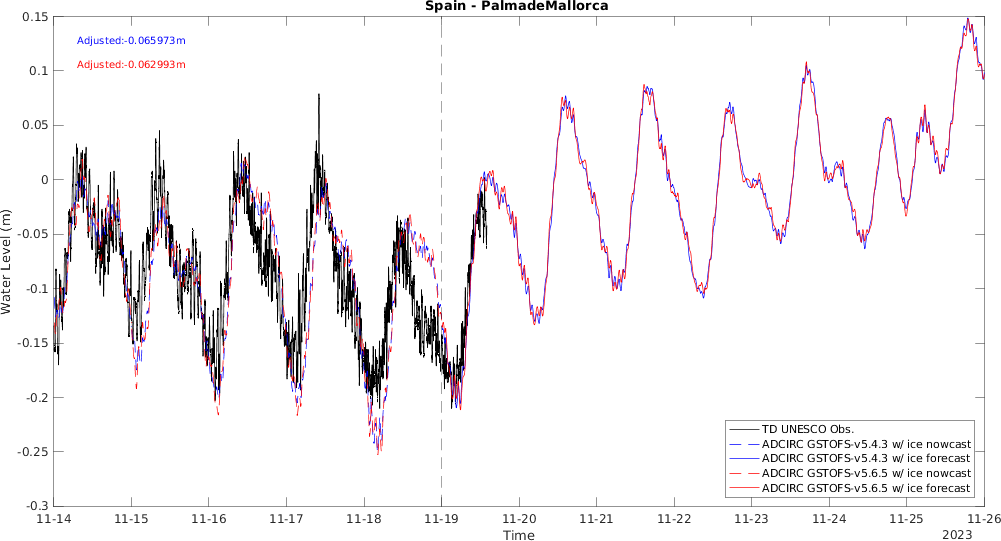 Spain - PalmadeMallorca
Adjusted:-0.065973m
Adjusted:-0.062993m
Water Level (m)
0.15
0.1
0.05
0
-0.05
-0.1
-0.15
-0.2
-0.25
-0.3
TD UNESCO Obs.
ADCIRC GSTOFS-v5.4.3 w/ ice nowcast
ADCIRC GSTOFS-v5.4.3 w/ ice forecast
ADCIRC GSTOFS-v5.6.5 w/ ice nowcast
ADCIRC GSTOFS-v5.6.5 w/ ice forecast
11-14 11-15 11-16 11-17 11-18 11-19 11-20 11-21 11-22 11-23 11-24 11-25 11-26
Time
2023